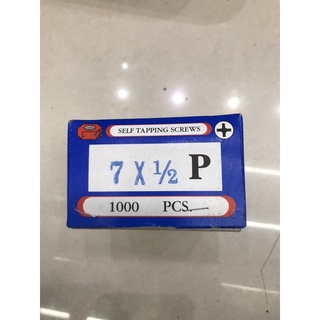 SELF TAPPING SCREWS
7 X ½ P
1000 PCS.